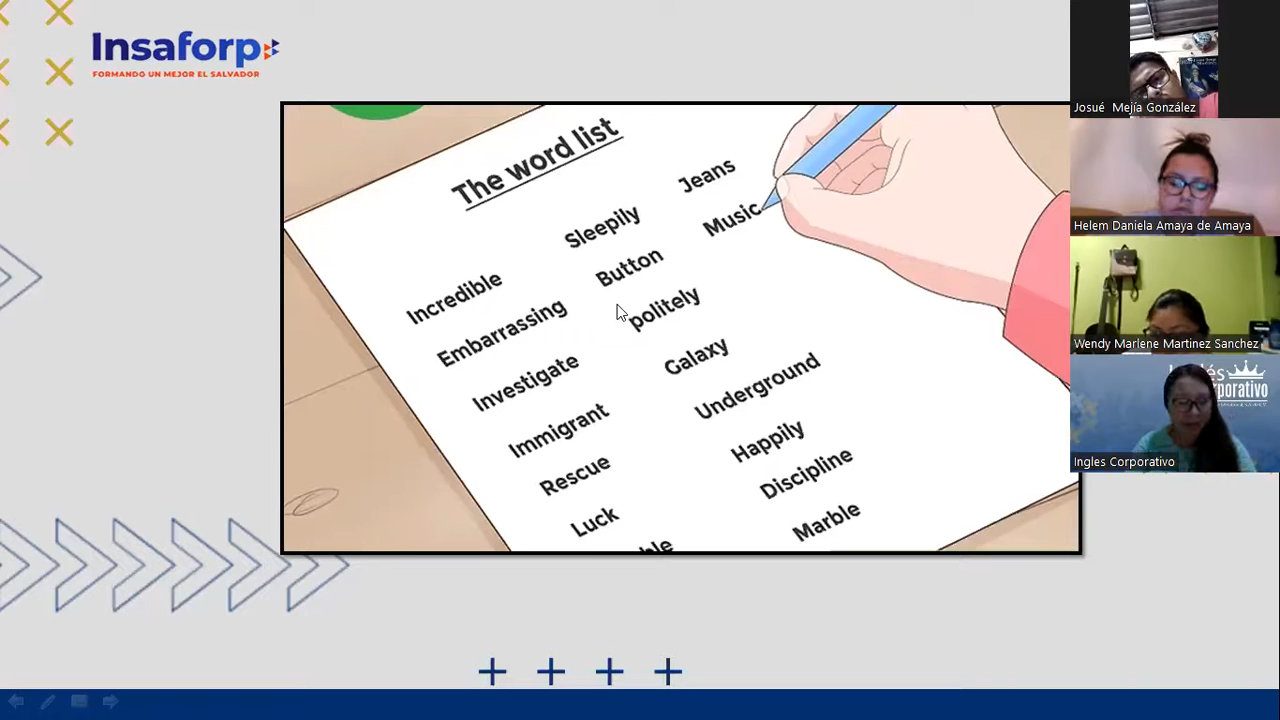 Insaforp
FORMANDO UN MEJOR EL SALVADOR
The word list
Incredible
Embarrassing
Investigate
Immigrant
Rescue
Luck
Sleepily
Button
politely
Galaxy
Underground
Happily
Discipline
Marble
Jeans
Music
Josué Mejía González
Helem Daniela Amaya de Amaya
Wendy Marlene Martinez Sanchez
Ingles Corporativo